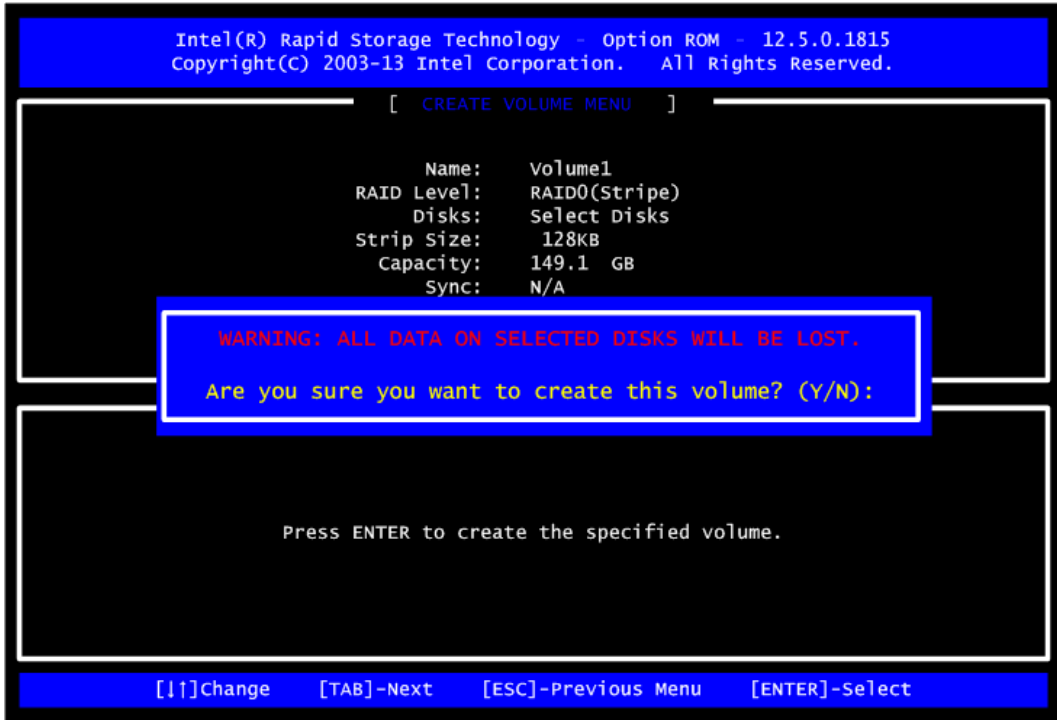 Intel(R) Rapid Storage Technology - Option ROM - 12.5.0.1815
Copyright(C) 2003-13 Intel Corporation. All Rights Reserved.
[ CREATE VOLUME MENU ]
Name: Volume1
RAID Level: RAID0(Stripe)
Disks: Select Disks
Strip Size: 128KB
Capacity: 149.1 GB
Sync: N/A
WARNING: ALL DATA ON SELECTED DISKS WILL BE LOST.
Are you sure you want to create this volume? (Y/N):
Press ENTER to create the specified volume.
[↓↑]Change [TAB]-Next [ESC]-Previous Menu [ENTER]-Select